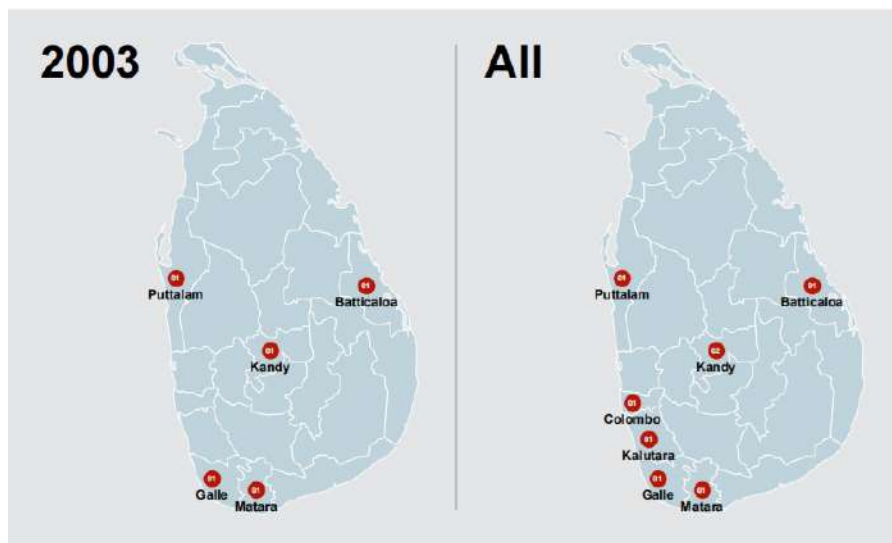 2003
01
Puttalam
01
Batticaloa
01
Kandy
01
Galle
01
Matara
All
01
Puttalam
01
Batticaloa
02
Kandy
01
Colombo
01
Kalutara
01
Galle
01
Matara